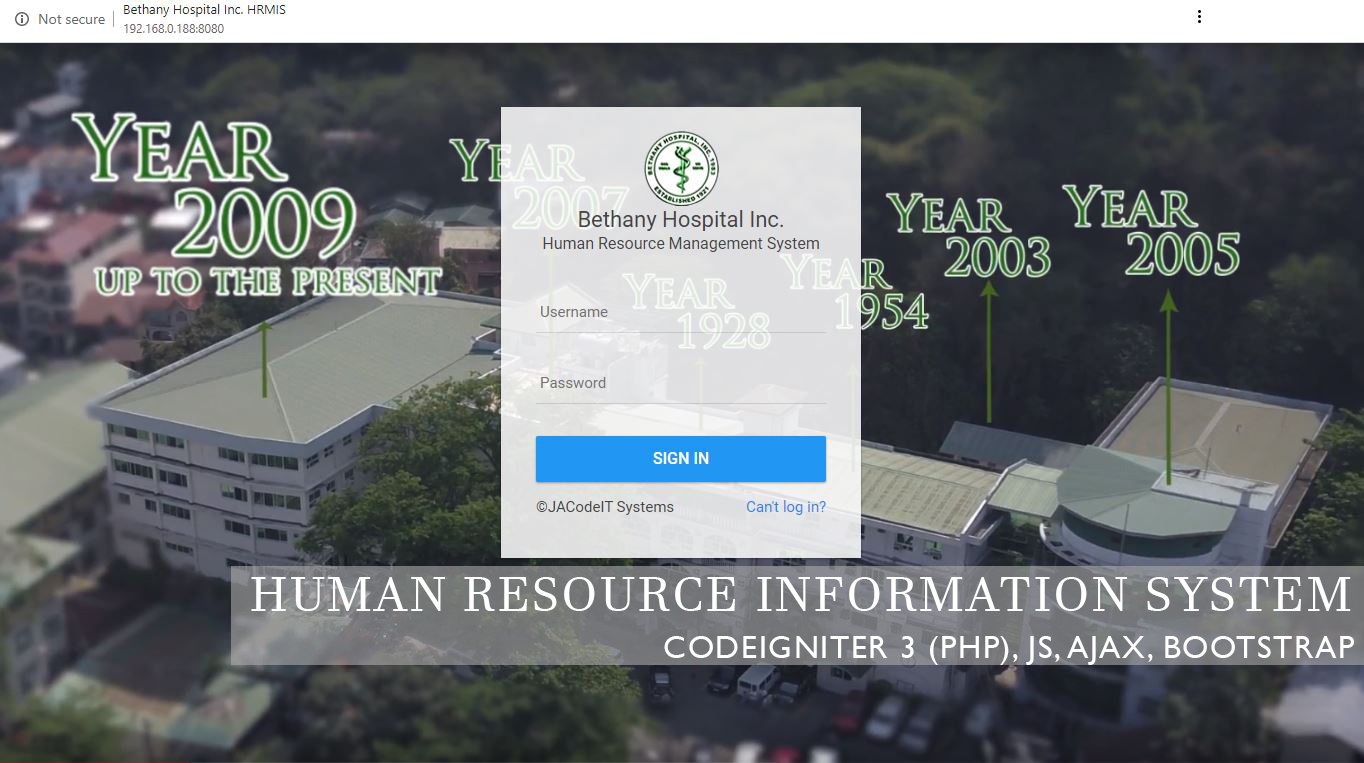 Not secure
Bethany Hospital Inc. HRMIS
192.168.0.188:8080
YEAR
2009
UP TO THE PRESENT
YEAR
2007
BETHANY HOSPITAL, INC. 1993
ESTABLISHED 1921
Bethany Hospital Inc.
Human Resource Management System
YEAR
1928
YEAR
1954
YEAR
2003
YEAR
2005
Username
Password
SIGN IN
©JACodeIT Systems
Can't log in?
HUMAN RESOURCE INFORMATION SYSTEM
CODEIGNITER 3 (PHP), JS, AJAX, BOOTSTRAP